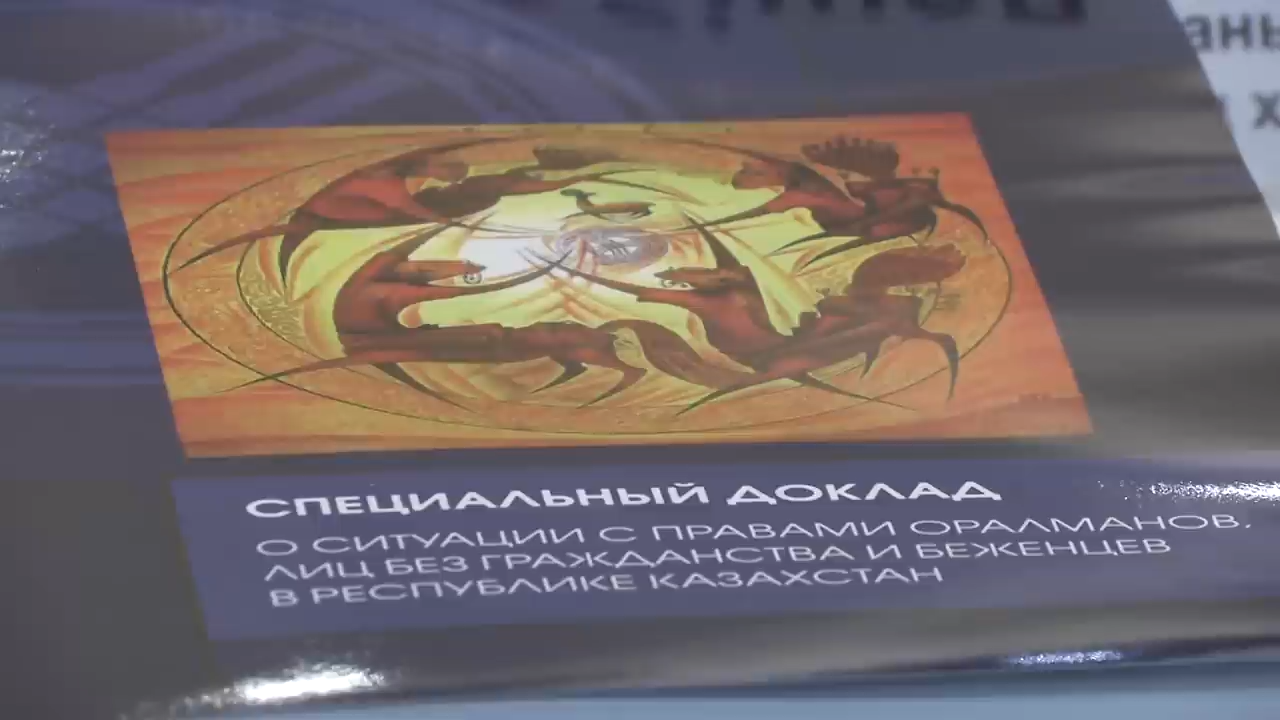 СПЕЦИАЛЬНЫЙ ДОКЛАД
О СИТУАЦИИ С ПРАВАМИ ОРАЛМАНОВ,
ЛИЦ БЕЗ ГРАЖДАНСТВА И БЕЖЕНЦЕВ
В РЕСПУБЛИКЕ КАЗАХСТАН